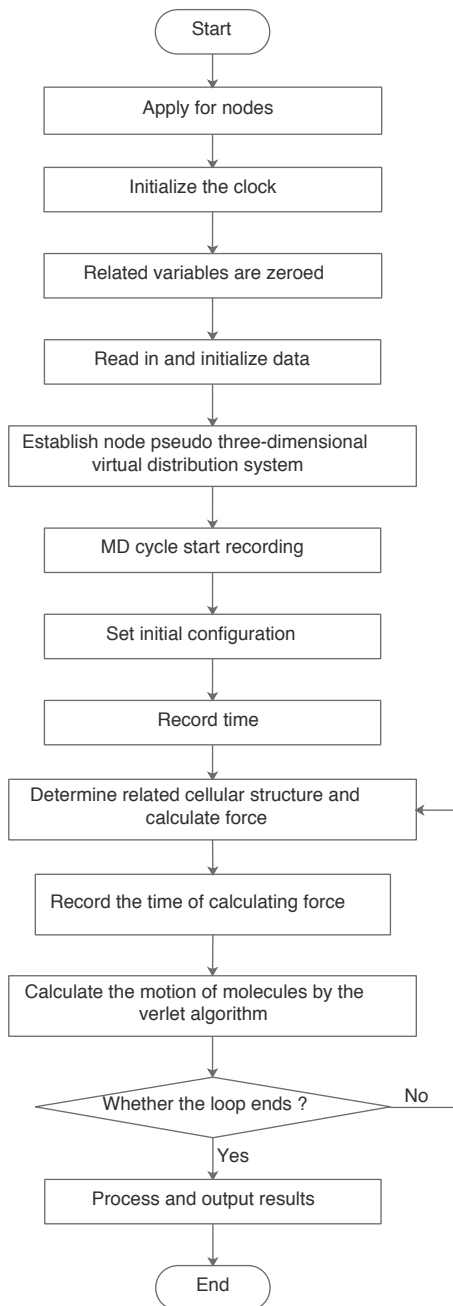 Start
Apply for nodes
Initialize the clock
Related variables are zeroed
Read in and initialize data
Establish node pseudo three-dimensional
virtual distribution system
MD cycle start recording
Set initial configuration
Record time
Determine related cellular structure and
calculate force
Record the time of calculating force
Calculate the motion of molecules by the
verlet algorithm
Whether the loop ends ?
No
Yes
Process and output results
End